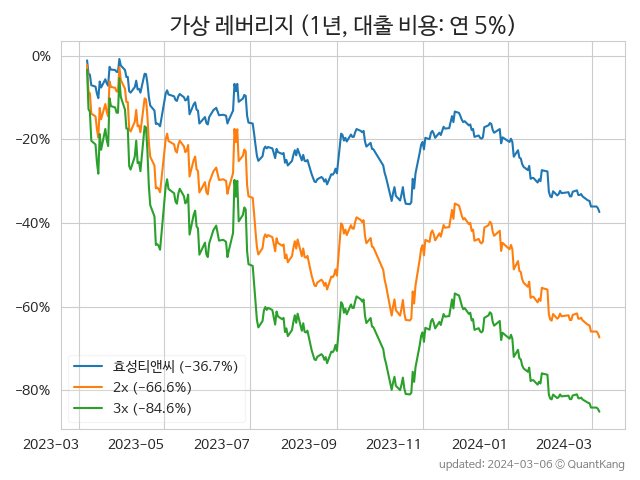 가상 레버리지 (1년, 대출 비용: 연 5%)
0%
−20%
−40%
−60%
−80%
효성티앤씨 (−36.7%)
2x (−66.6%)
3x (−84.6%)
2023-03 2023-05 2023-07 2023-09 2023-11 2024-01 2024-03
updated: 2024-03-06 © QuantKang